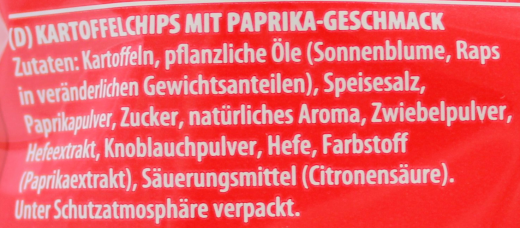 (D) KARTOFFELCHIPS MIT PAPRIKA-GESCHMACK
Zutaten: Kartoffeln, pflanzliche Öle (Sonnenblume, Raps
in veränderlichen Gewichtsanteilen), Speisesalz,
Paprikapulver, Zucker, natürliches Aroma, Zwiebelpulver,
Hefeextrakt, Knoblauchpulver, Hefe, Farbstoff
(Paprikaextrakt), Säuerungsmittel (Citronensäure).
Unter Schutzatmosphäre verpackt.